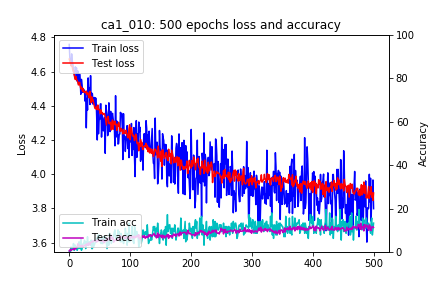 ca1_010: 500 epochs loss and accuracy
4.8
4.6
4.4
4.2
4.0
3.8
3.6
Loss
Train loss
Test loss
Train acc
Test acc
100
80
60
40
20
0
Accuracy
0 100 200 300 400 500